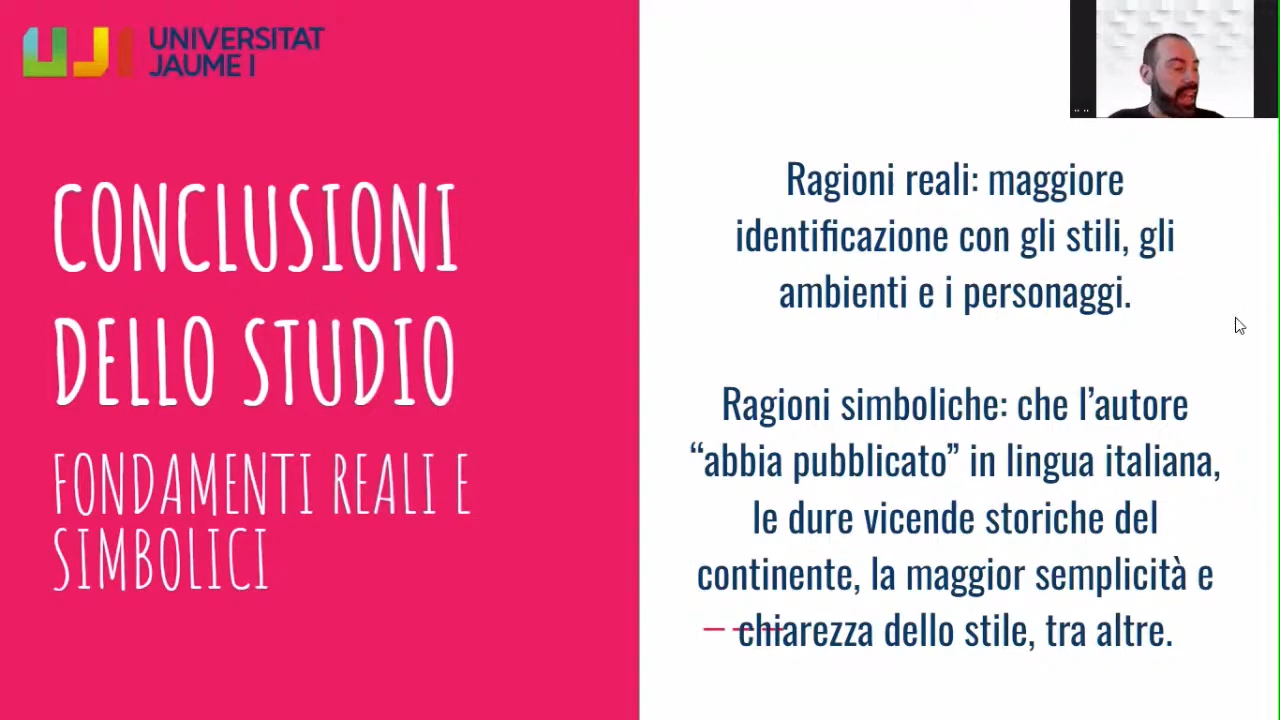 UNIVERSITAT
JAUME I
CONCLUSIONI
DELLO STUDIO
FONDAMENTI REALI E
SIMBOLICI
Ragioni reali: maggiore
identificazione con gli stili, gli
ambienti e i personaggi.
Ragioni simboliche: che l’autore
“abbia pubblicato” in lingua italiana,
le dure vicende storiche del
continente, la maggior semplicità e
chiarezza dello stile, tra altre.